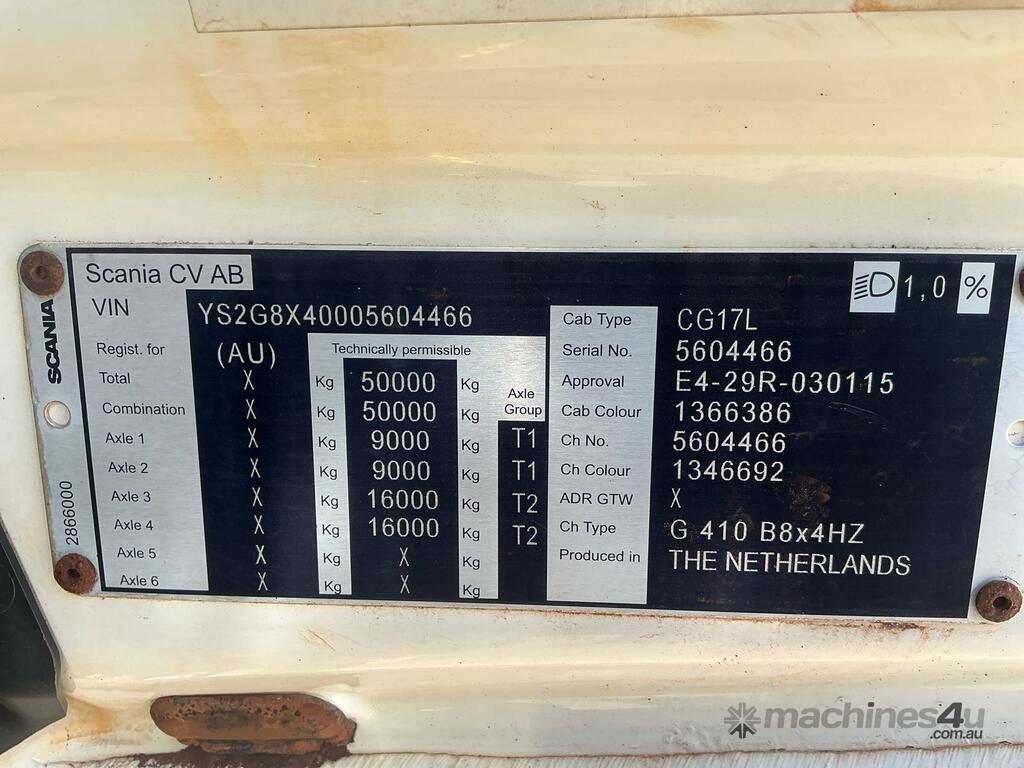 Scania CV AB
1,0 %
VIN YS2G8X40005604466
Cab Type CG17L
Regist. for (AU) Technically permissible
Serial No. 5604466
Total X Kg 50000 Kg Axle Group
Approval E4-29R-030115
Combination X Kg 50000 Kg
Cab Colour 1366386
Axle 1 X Kg 9000 Kg T1
Ch No. 5604466
Axle 2 X Kg 9000 Kg T1
Ch Colour 1346692
Axle 3 X Kg 16000 Kg T2
ADR GTW X
Axle 4 X Kg 16000 Kg T2
Ch Type G 410 B8x4HZ
Axle 5 X Kg X Kg
Produced in THE NETHERLANDS
Axle 6 X Kg X Kg
SCANIA
2866000
machines4u
.com.au